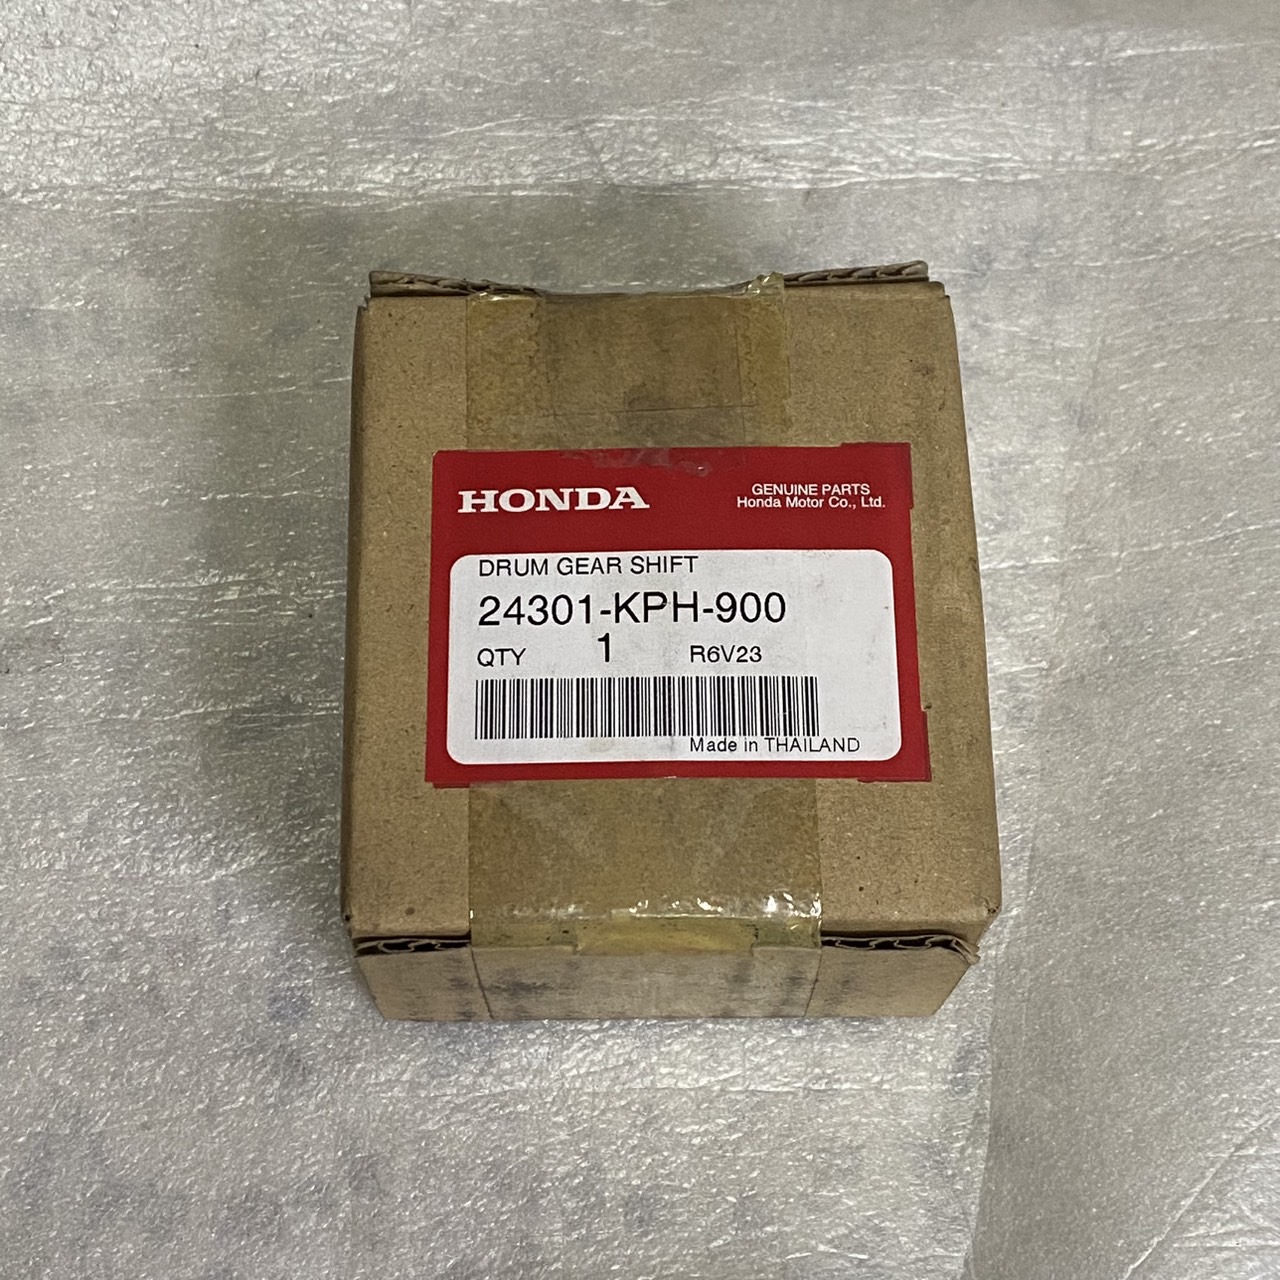 HONDA
GENUINE PARTS
Honda Motor Co., Ltd.
DRUM GEAR SHIFT
24301-KPH-900
QTY 1 R6V23
Made in THAILAND